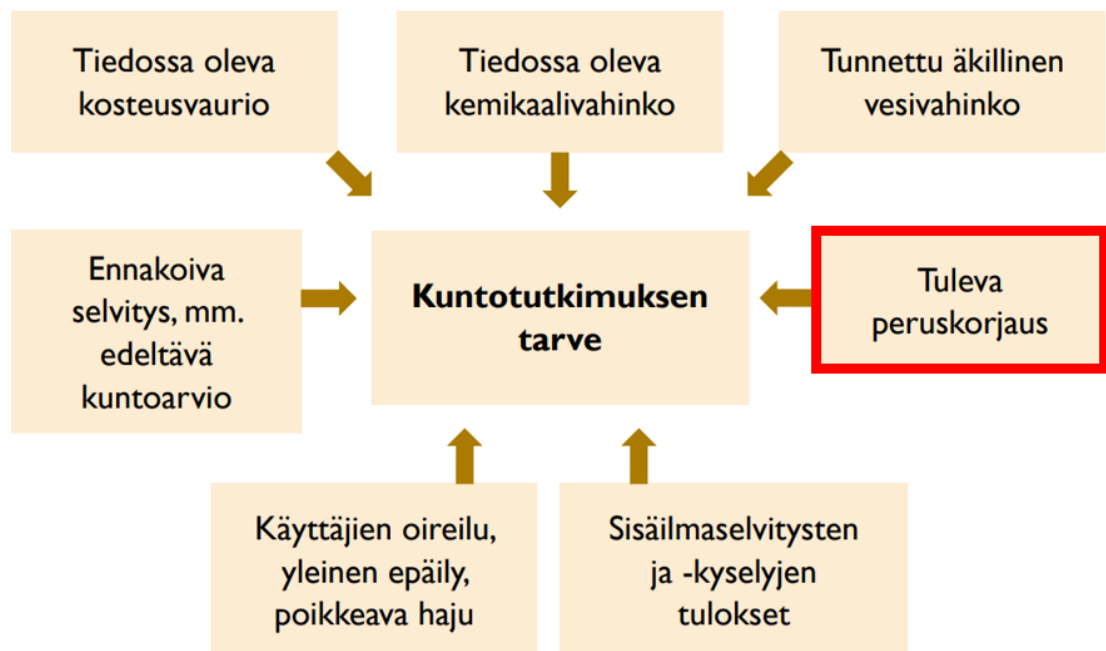 Tiedossa oleva
kosteusvaurio
Tiedossa oleva
kemikaalivahinko
Tunnettu äkillinen
vesivahinko
Ennakoiva
selvitys, mm.
edeltävä
kuntoarvio
Kuntotutkimuksen
tarve
Tuleva
peruskorjaus
Käyttäjien oireilu,
yleinen epäily,
poikkeava haju
Sisäilmaselvitysten
ja -kyselyjen
tulokset